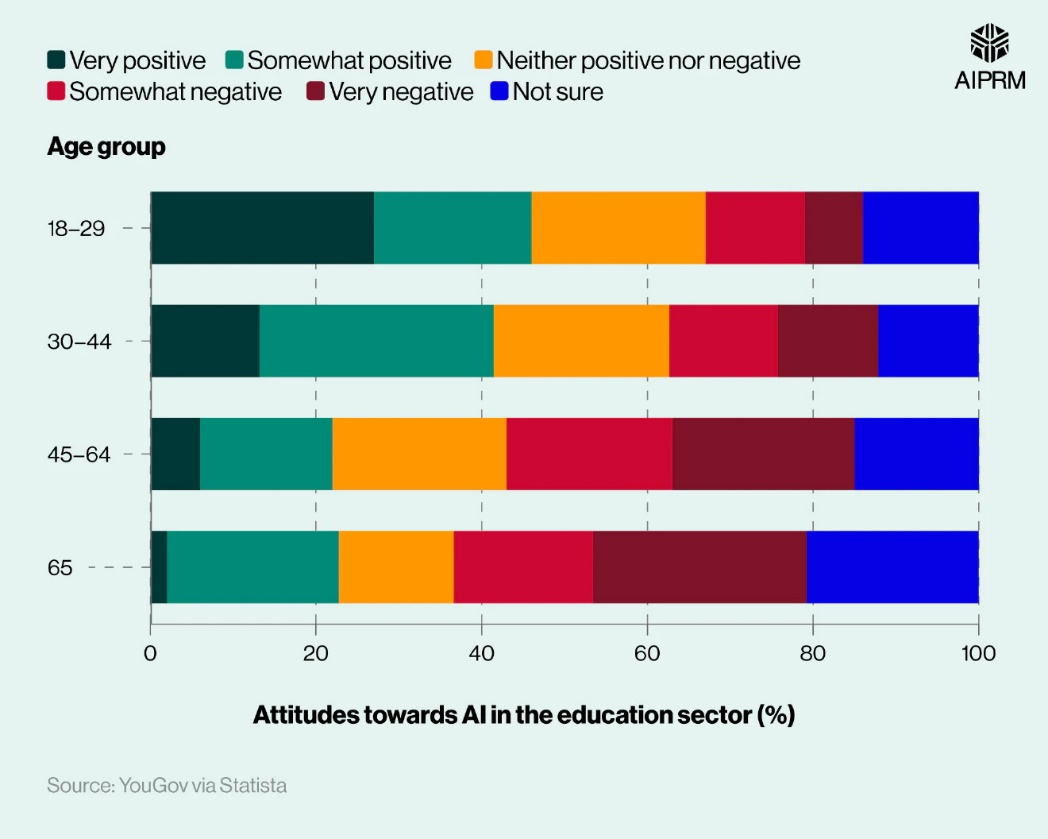 Very positive Somewhat positive Neither positive nor negative
Somewhat negative Very negative Not sure
AIPRM
Age group
18–29
30–44
45–64
65
0 20 40 60 80 100
Attitudes towards AI in the education sector (%)
Source: YouGov via Statista